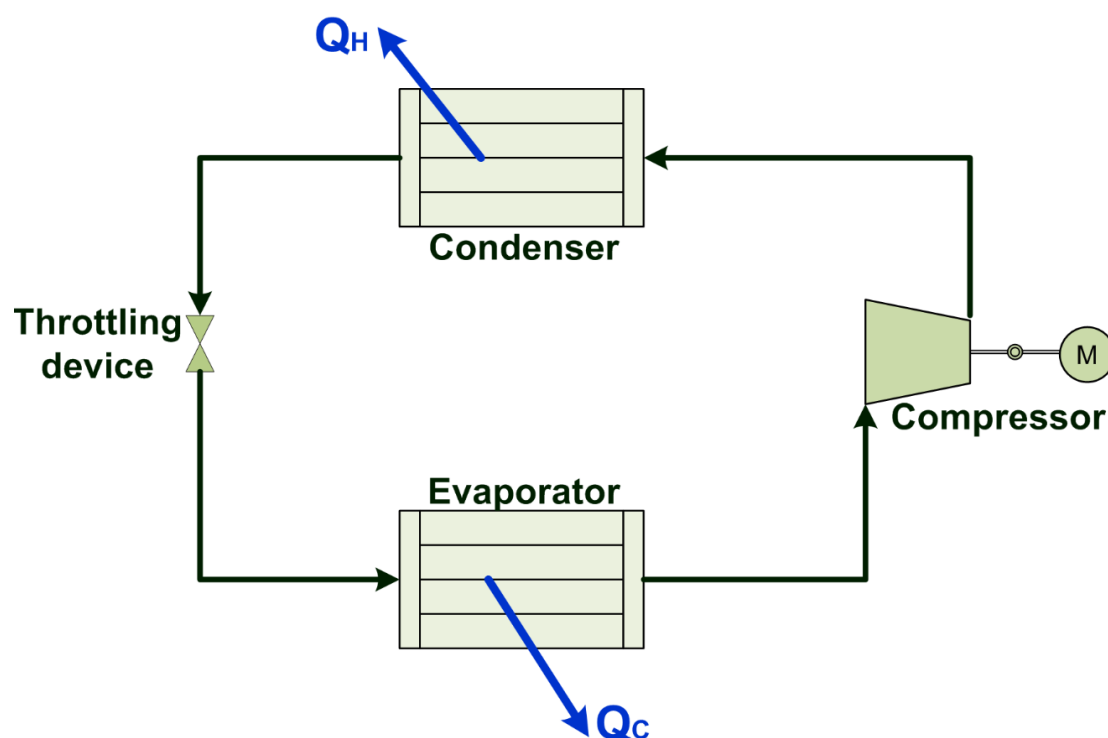 QH
Condenser
Throttling
device
M
Compressor
Evaporator
QC